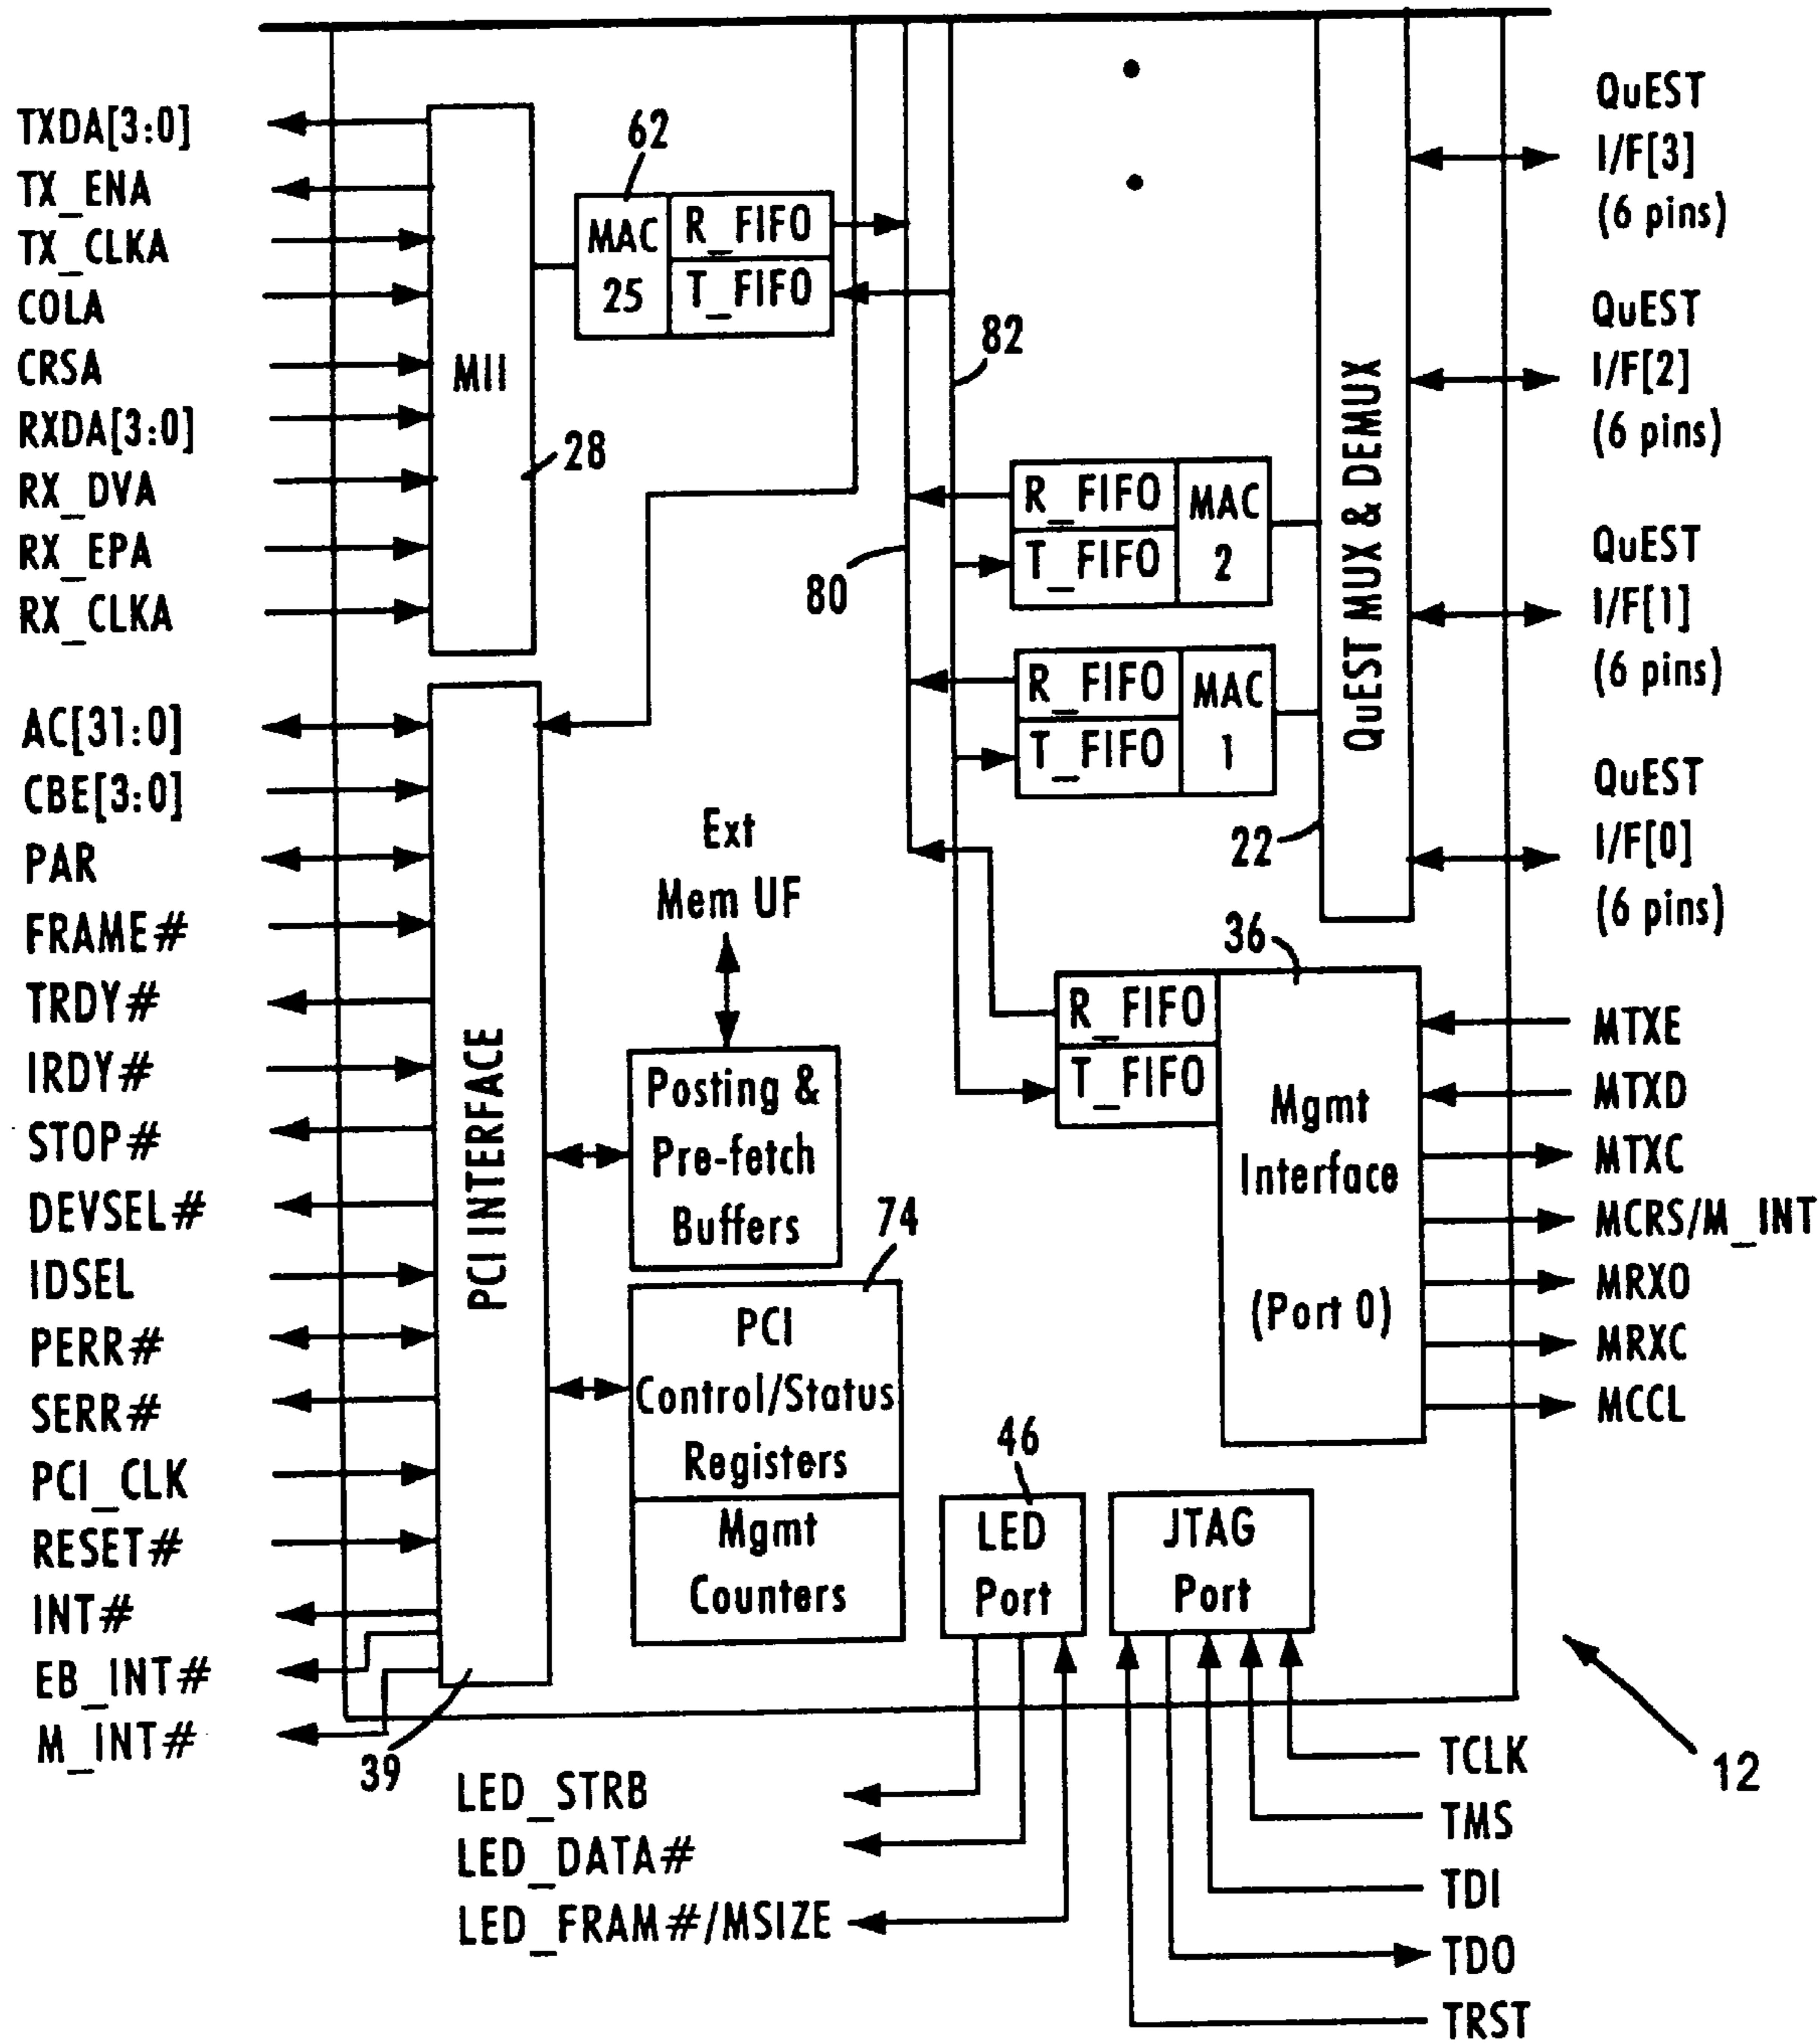 TXDA[3:0]
TX_ENA
TX_CLKA
COLA
CRSA
RXDA[3:0]
RX_DVA
RX_EPA
RX_CLKA
MII
28
62
MAC
25
R_FIFO
T_FIFO
82
80
R_FIFO
T_FIFO
MAC
2
R_FIFO
T_FIFO
MAC
1
QuEST MUX & DEMUX
22
QuEST
I/F[3]
(6 pins)
QuEST
I/F[2]
(6 pins)
QuEST
I/F[1]
(6 pins)
QuEST
I/F[0]
(6 pins)
AC[31:0]
CBE[3:0]
PAR
FRAME#
TRDY#
IRDY#
STOP#
DEVSEL#
IDSEL
PERR#
SERR#
PCI_CLK
RESET#
INT#
EB_INT#
M_INT#
PCI INTERFACE
39
Ext
Mem UF
Posting &
Pre-fetch
Buffers
74
PCI
Control/Status
Registers
Mgmt
Counters
36
R_FIFO
T_FIFO
Mgmt
Interface
(Port 0)
MTXE
MTXD
MTXC
MCRS/M_INT
MRXO
MRXC
MCCL
46
LED
Port
JTAG
Port
LED_STRB
LED_DATA#
LED_FRAM#/MSIZE
TCLK
TMS
TDI
TDO
TRST
12